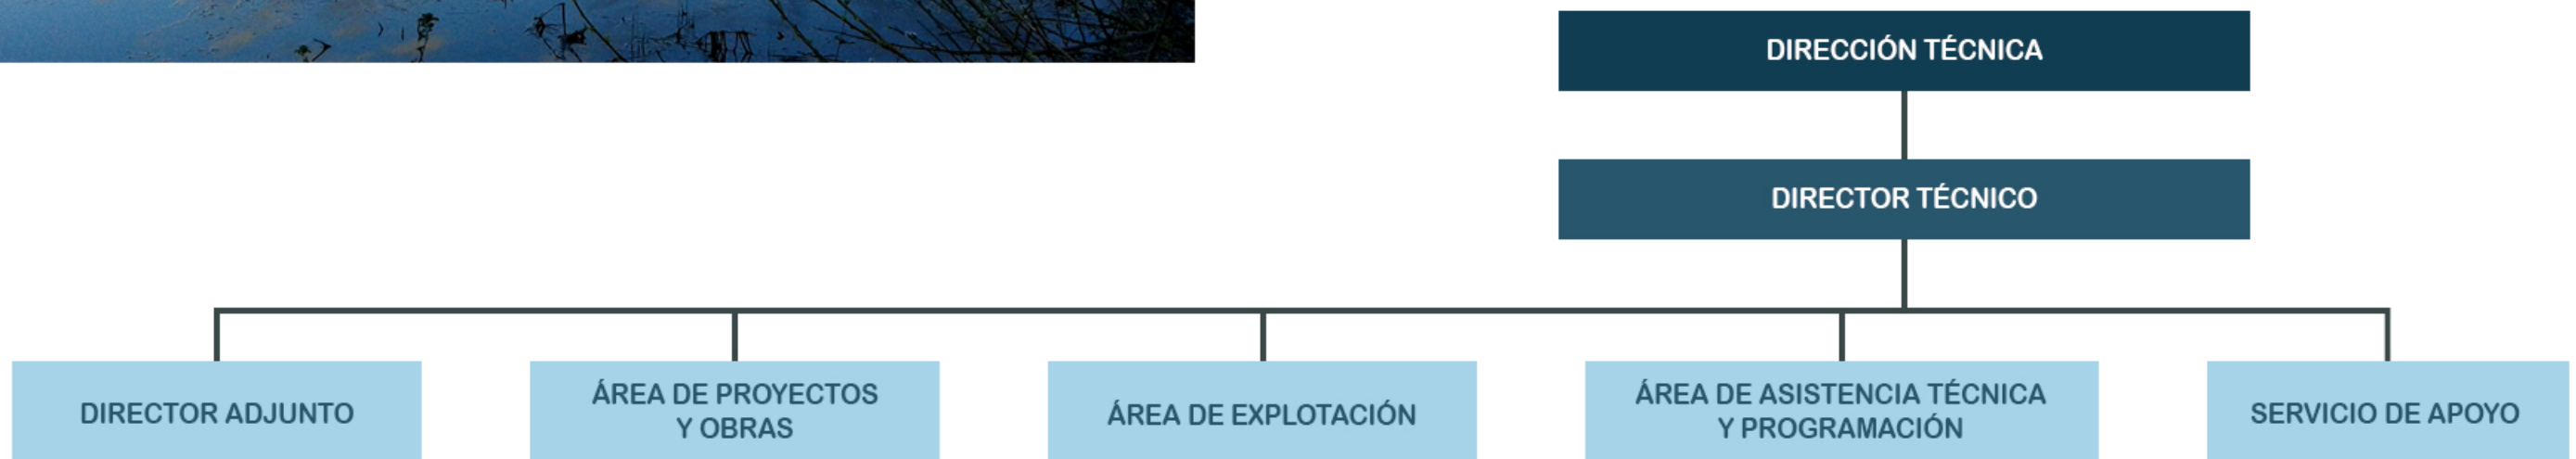 DIRECCIÓN TÉCNICA
DIRECTOR TÉCNICO
DIRECTOR ADJUNTO
ÁREA DE PROYECTOS
Y OBRAS
ÁREA DE EXPLOTACIÓN
ÁREA DE ASISTENCIA TÉCNICA
Y PROGRAMACIÓN
SERVICIO DE APOYO